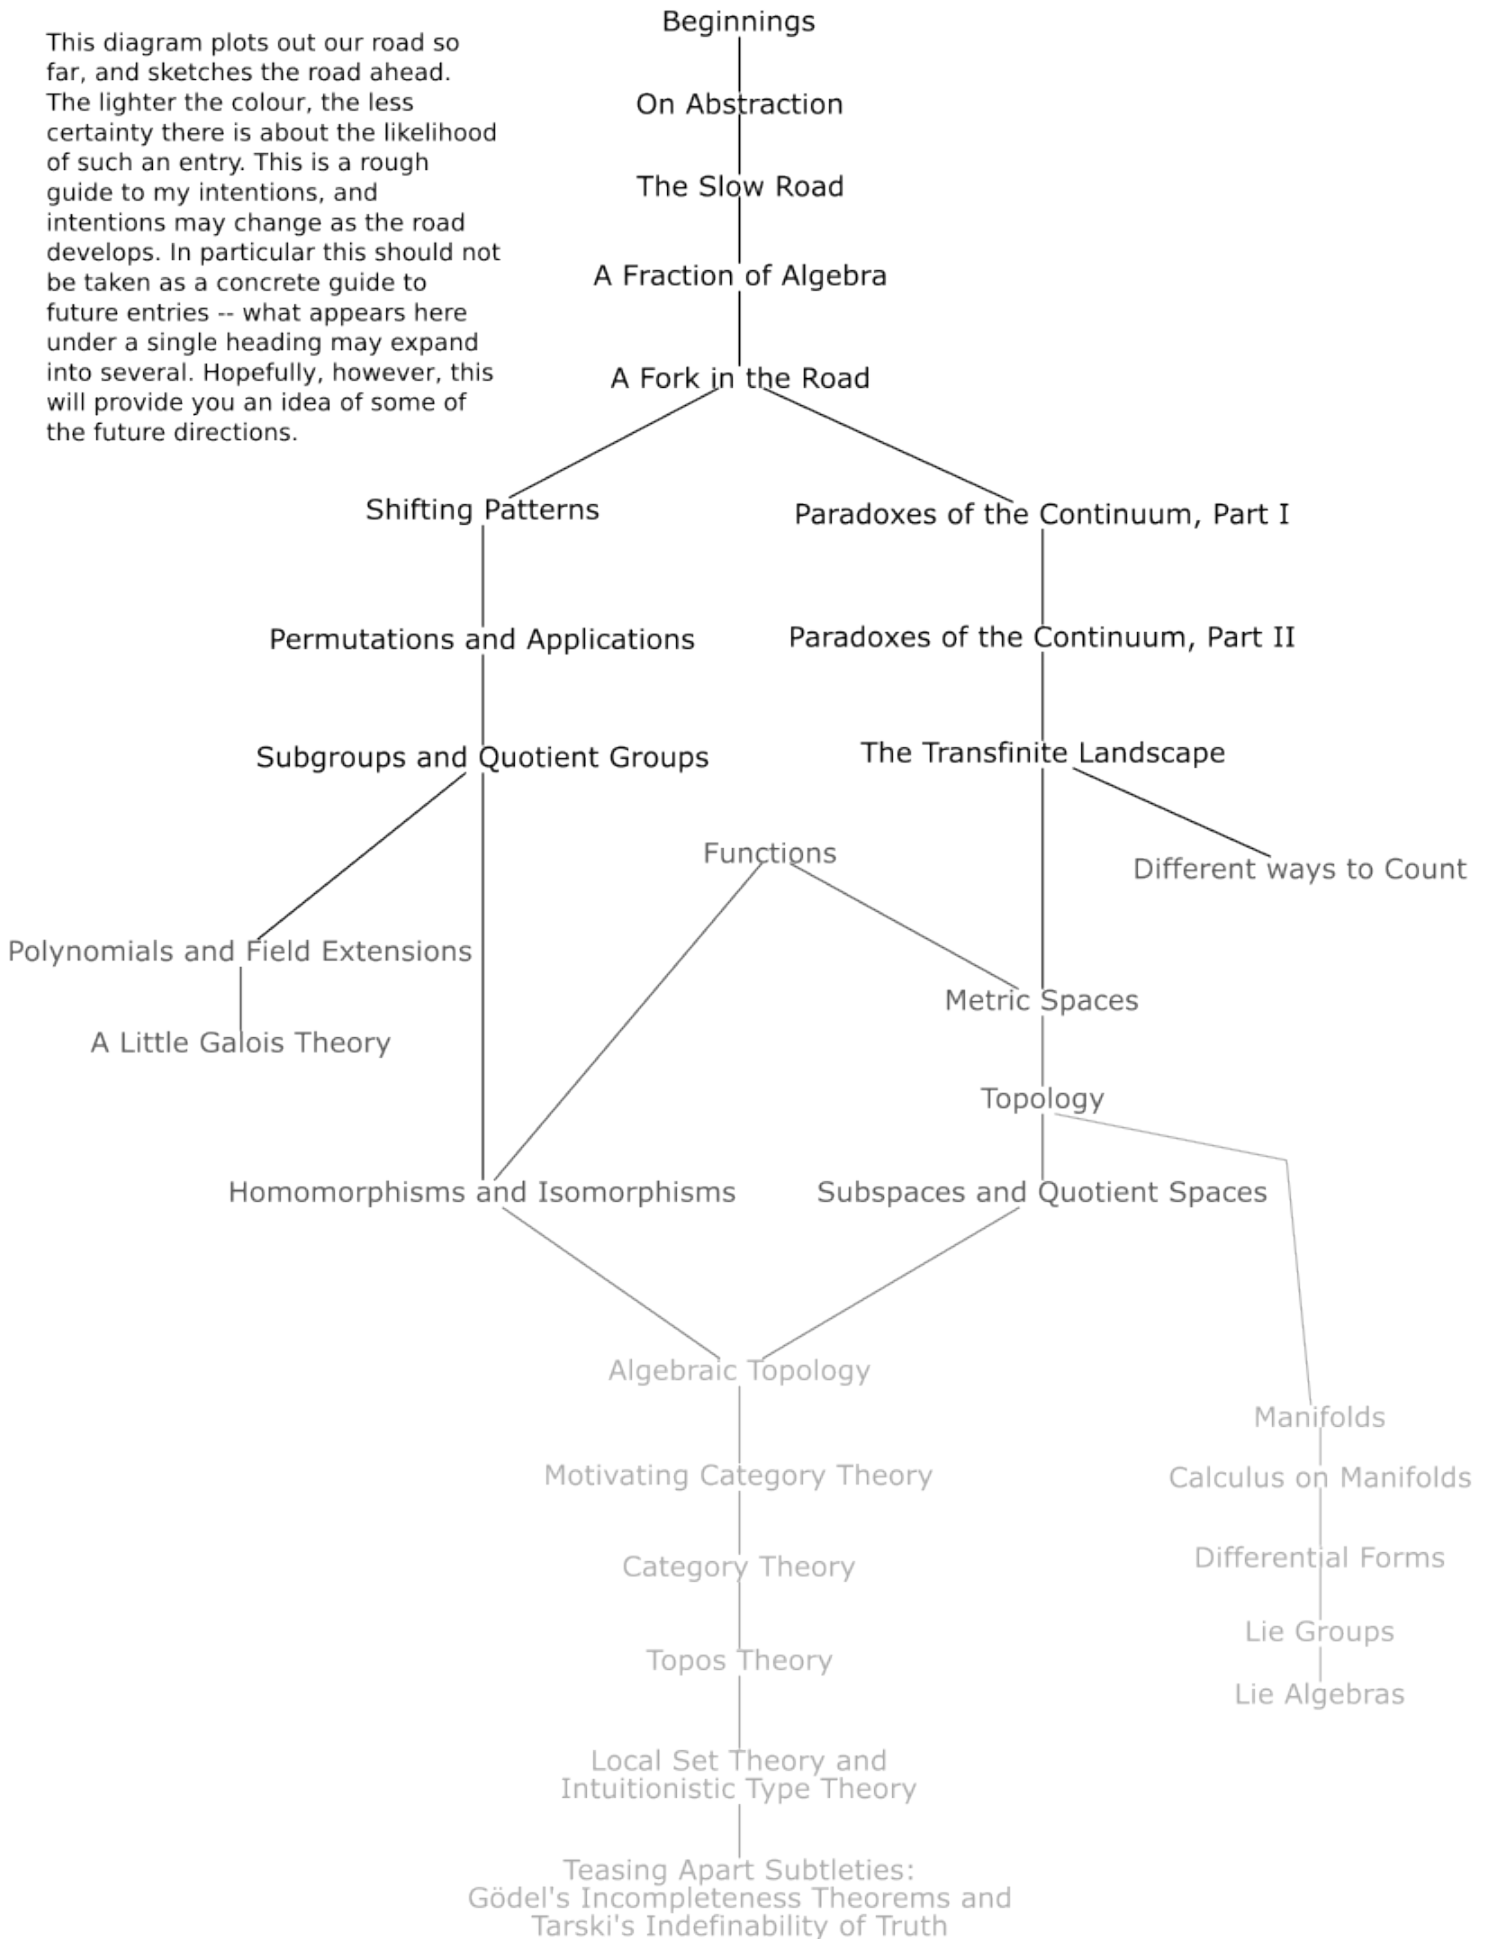 This diagram plots out our road so
far, and sketches the road ahead.
The lighter the colour, the less
certainty there is about the likelihood
of such an entry. This is a rough
guide to my intentions, and
intentions may change as the road
develops. In particular this should not
be taken as a concrete guide to
future entries -- what appears here
under a single heading may expand
into several. Hopefully, however, this
will provide you an idea of some of
the future directions.
Beginnings
On Abstraction
The Slow Road
A Fraction of Algebra
A Fork in the Road
Shifting Patterns
Paradoxes of the Continuum, Part I
Permutations and Applications
Paradoxes of the Continuum, Part II
Subgroups and Quotient Groups
The Transfinite Landscape
Functions
Different ways to Count
Polynomials and Field Extensions
Metric Spaces
A Little Galois Theory
Topology
Homomorphisms and Isomorphisms
Subspaces and Quotient Spaces
Algebraic Topology
Manifolds
Motivating Category Theory
Calculus on Manifolds
Category Theory
Differential Forms
Topos Theory
Lie Groups
Lie Algebras
Local Set Theory and
Intuitionistic Type Theory
Teasing Apart Subtleties:
Gödel's Incompleteness Theorems and
Tarski's Indefinability of Truth